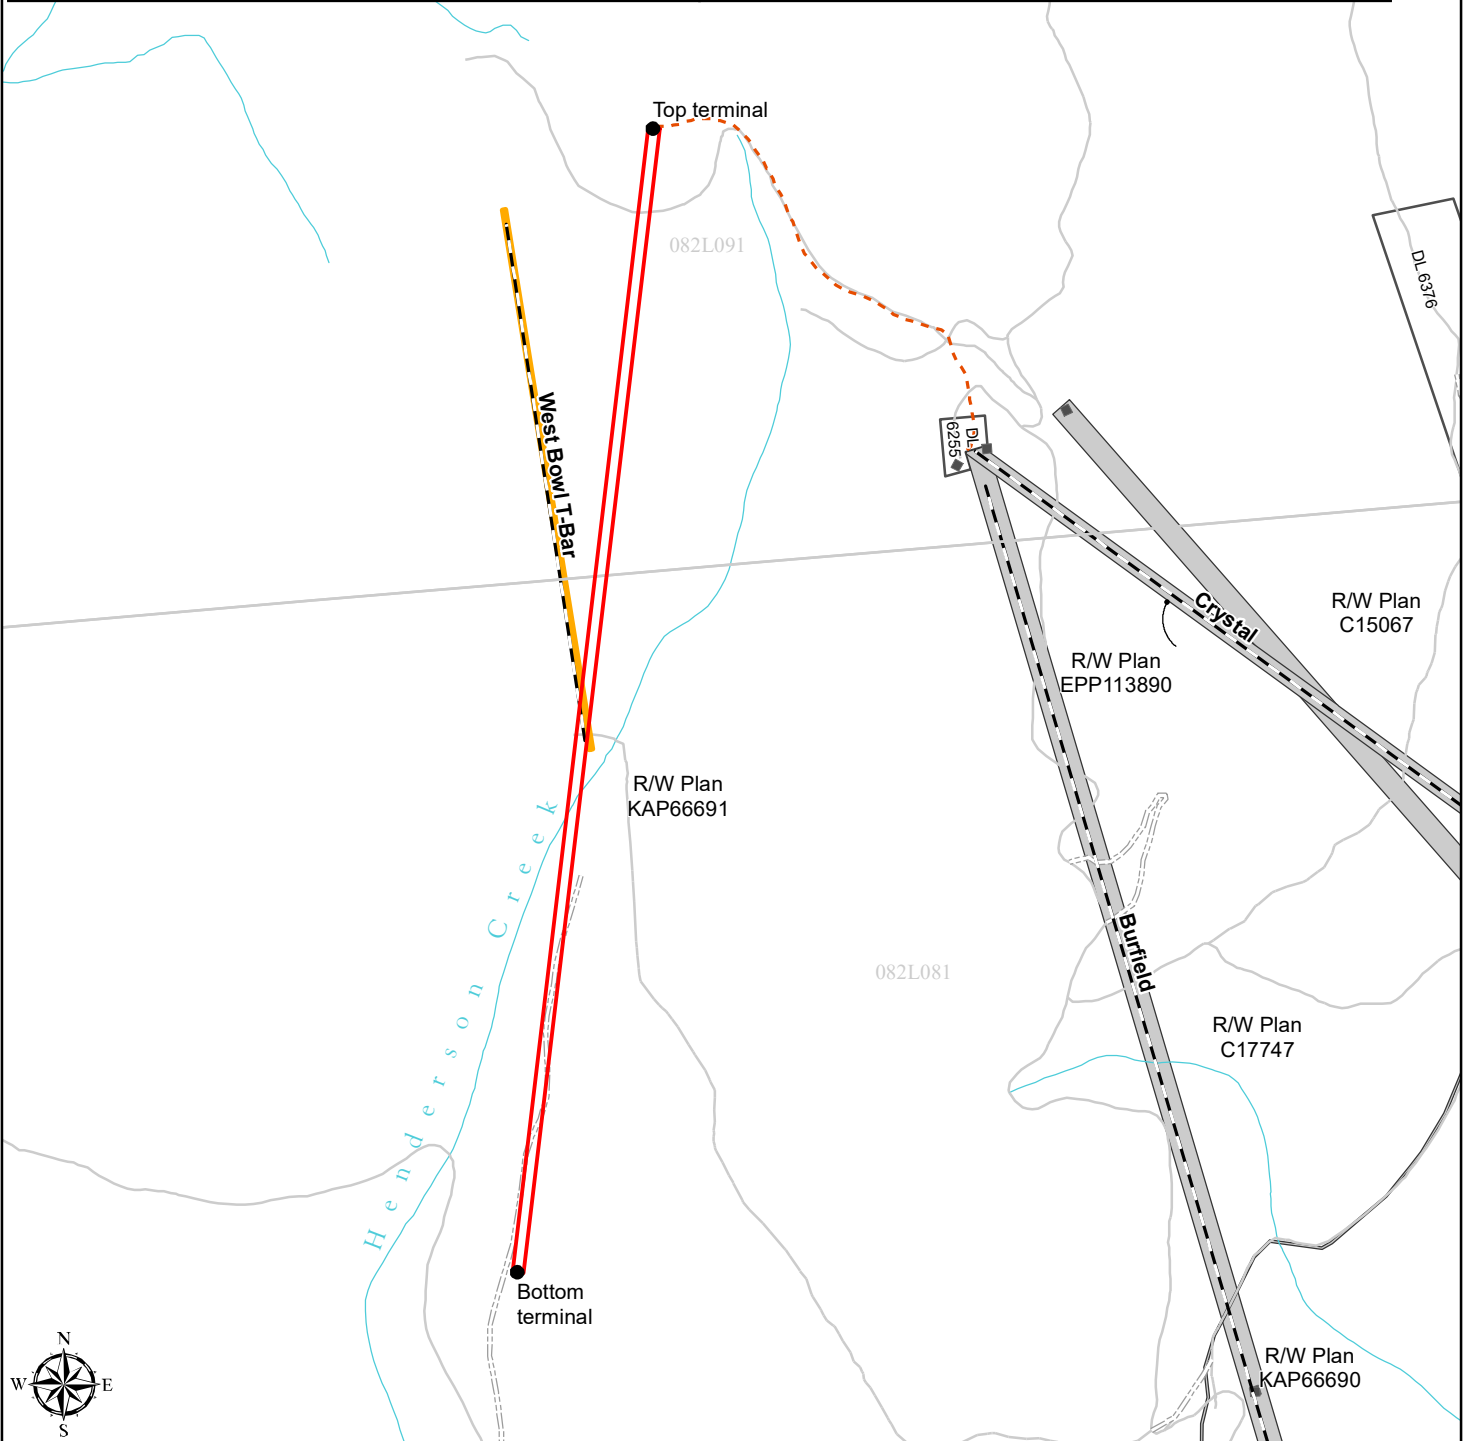 Top terminal
082L091
DL 6376
West Bowl T-Bar
DL
6255
Crystal
R/W Plan
C15067
R/W Plan
EPP113890
R/W Plan
KAP66691
Henderson Creek
Burfield
082L081
R/W Plan
C17747
Bottom
terminal
R/W Plan
KAP66690
N
W E
S